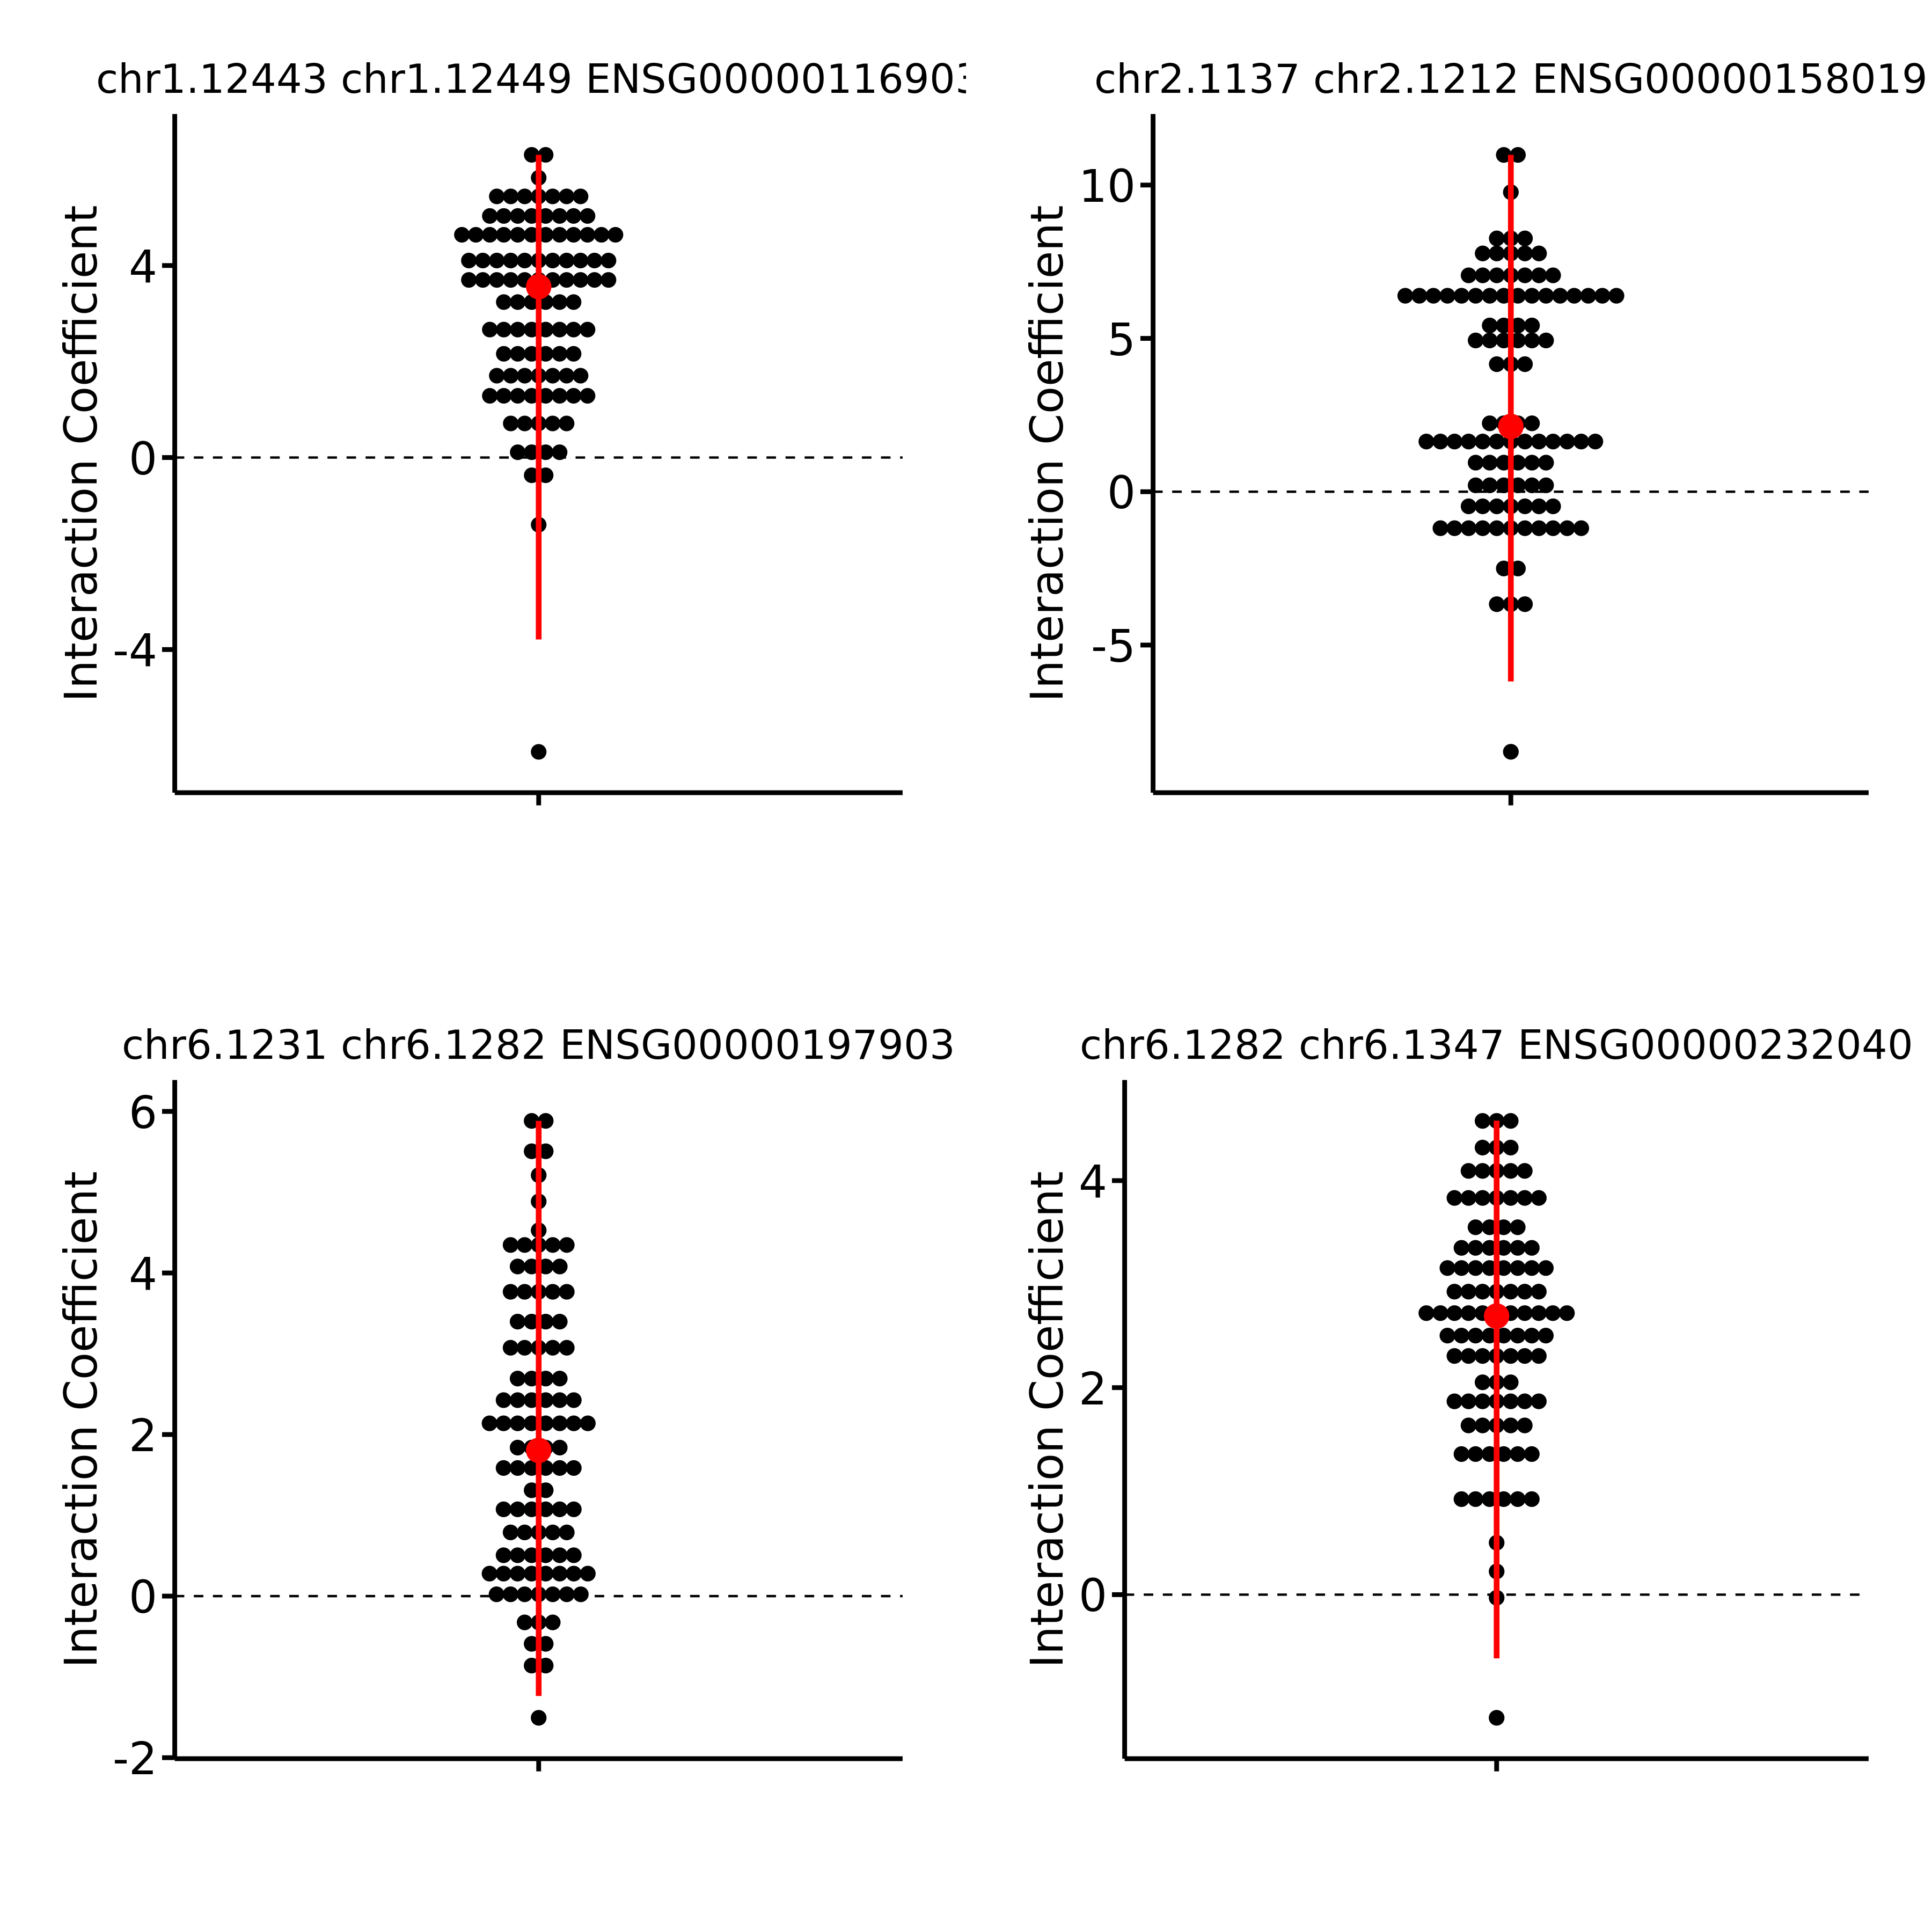 chr1.12443 chr1.12449 ENSG00000116903
Interaction Coefficient
4
0
-4
chr2.1137 chr2.1212 ENSG00000158019
Interaction Coefficient
10
5
0
-5
chr6.1231 chr6.1282 ENSG00000197903
Interaction Coefficient
6
4
2
0
-2
chr6.1282 chr6.1347 ENSG00000232040
Interaction Coefficient
4
2
0